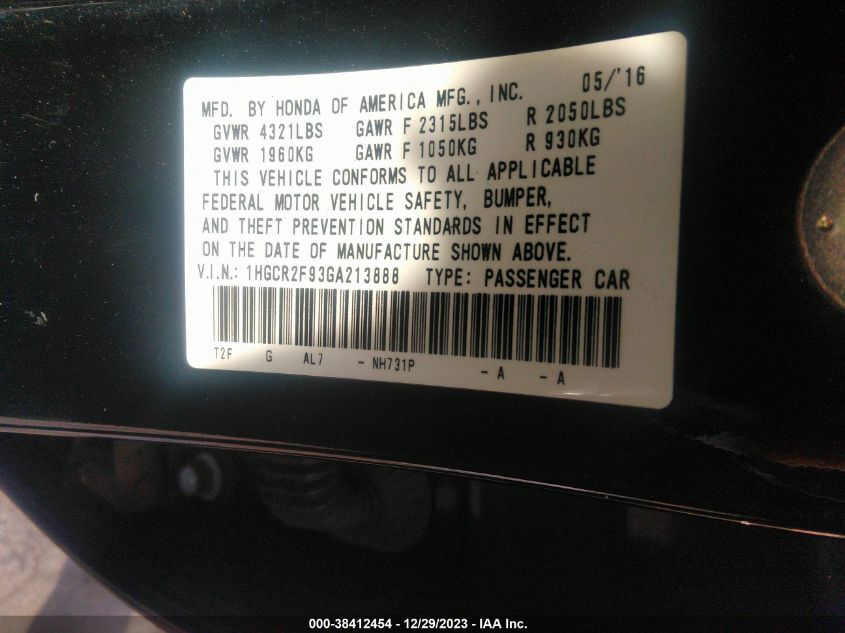 MFD. BY HONDA OF AMERICA MFG., INC. 05/'16
GVWR 4321LBS GAWR F 2315LBS R 2050LBS
GVWR 1960KG GAWR F 1050KG R 930KG
THIS VEHICLE CONFORMS TO ALL APPLICABLE
FEDERAL MOTOR VEHICLE SAFETY, BUMPER,
AND THEFT PREVENTION STANDARDS IN EFFECT
ON THE DATE OF MANUFACTURE SHOWN ABOVE.
V.I.N.: 1HGCR2F93GA213888 TYPE: PASSENGER CAR
T2F G AL7 - NH731P - A - A
000-38412454 - 12/29/2023 - IAA Inc.